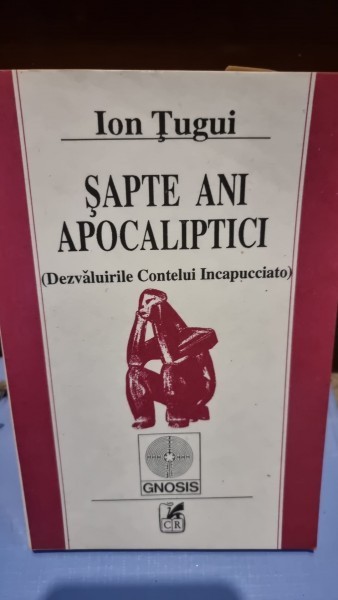 Ion Ţugui
ŞAPTE ANI
APOCALIPTICI
(Dezvăluirile Contelui Incapucciato)
GNOSIS
CR